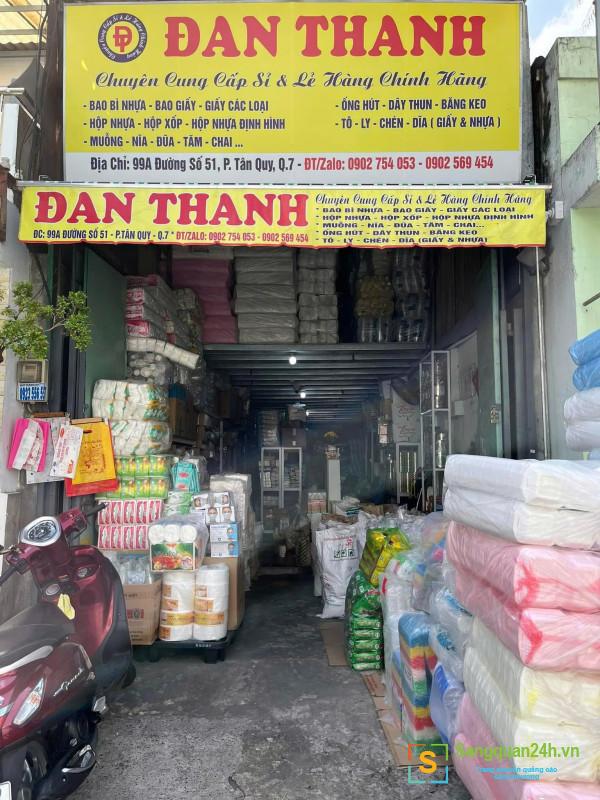 ĐAN THANH
Chuyên Cung Cấp Sỉ & Lẻ Hàng Chính Hãng
- BAO BÌ NHỰA - BAO GIẤY - GIẤY CÁC LOẠI
- HỘP NHỰA - HỘP XỐP - HỘP NHỰA ĐỊNH HÌNH
- MUỖNG - NĨA - ĐŨA - TĂM - CHAI ...
- ỐNG HÚT - DÂY THUN - BĂNG KEO
- TÔ - LY - CHÉN - DĨA ( GIẤY & NHỰA )
Địa Chỉ: 99A Đường Số 51, P. Tân Quy, Q.7 - ĐT/Zalo: 0902 754 053 - 0902 569 454
ĐAN THANH
ĐC: 99A ĐƯỜNG SỐ 51 - P.TÂN QUY - Q.7 * ĐT/ZALO: 0902 754 053 - 0902 569 454
Chuyên Cung Cấp Sỉ & Lẻ Hàng Chính Hãng
- BAO BÌ NHỰA - BAO GIẤY - GIẤY CÁC LOẠI
- HỘP NHỰA - HỘP XỐP - HỘP NHỰA ĐỊNH HÌNH
- MUỖNG - NĨA - ĐŨA - TĂM - CHAI...
- ỐNG HÚT - DÂY THUN - BĂNG KEO
- TÔ - LY - CHÉN - DĨA (GIẤY & NHỰA)
S
Sangquan24h.vn